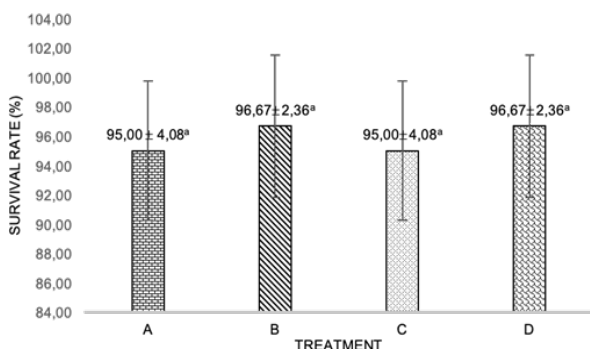 104,00
102,00
100,00
98,00
96,00
94,00
92,00
90,00
88,00
86,00
84,00
SURVIVAL RATE (%)
95,00± 4,08ᵃ
96,67±2,36ᵃ
95,00± 4,08ᵃ
96,67±2,36ᵃ
A B C D
TREATMENT